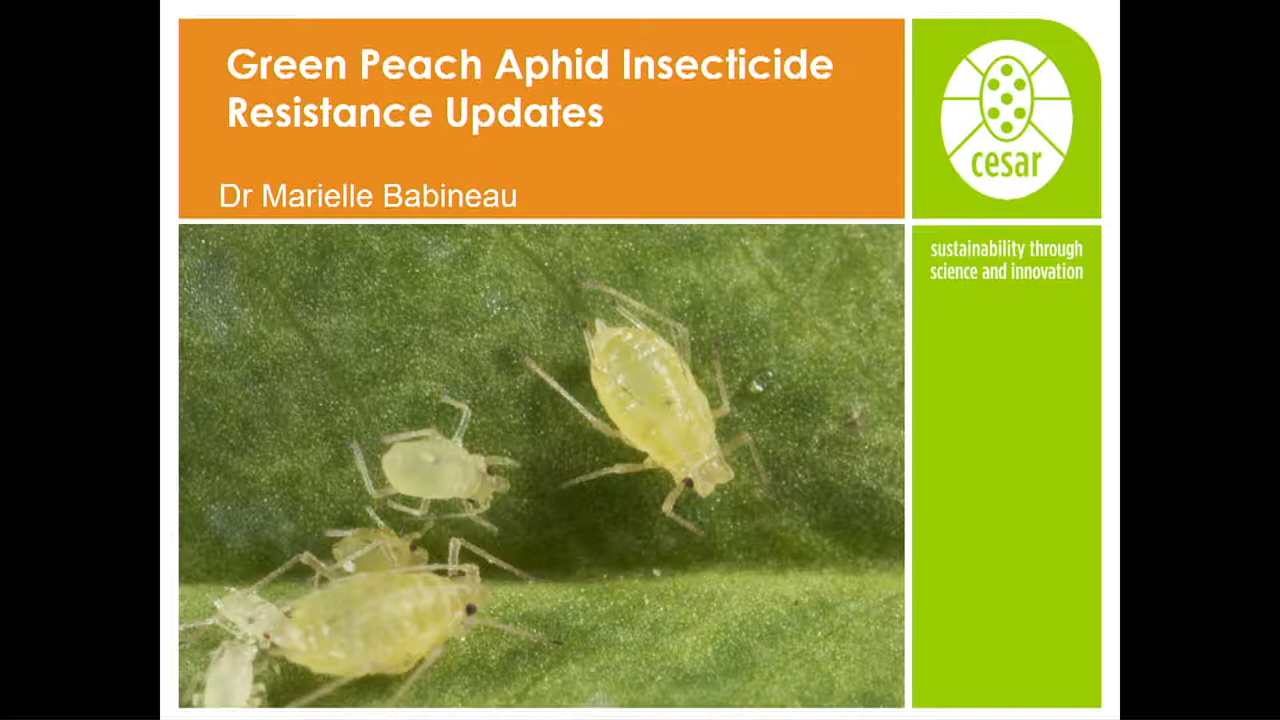 Green Peach Aphid Insecticide
Resistance Updates
Dr Marielle Babineau
cesar
sustainability through
science and innovation